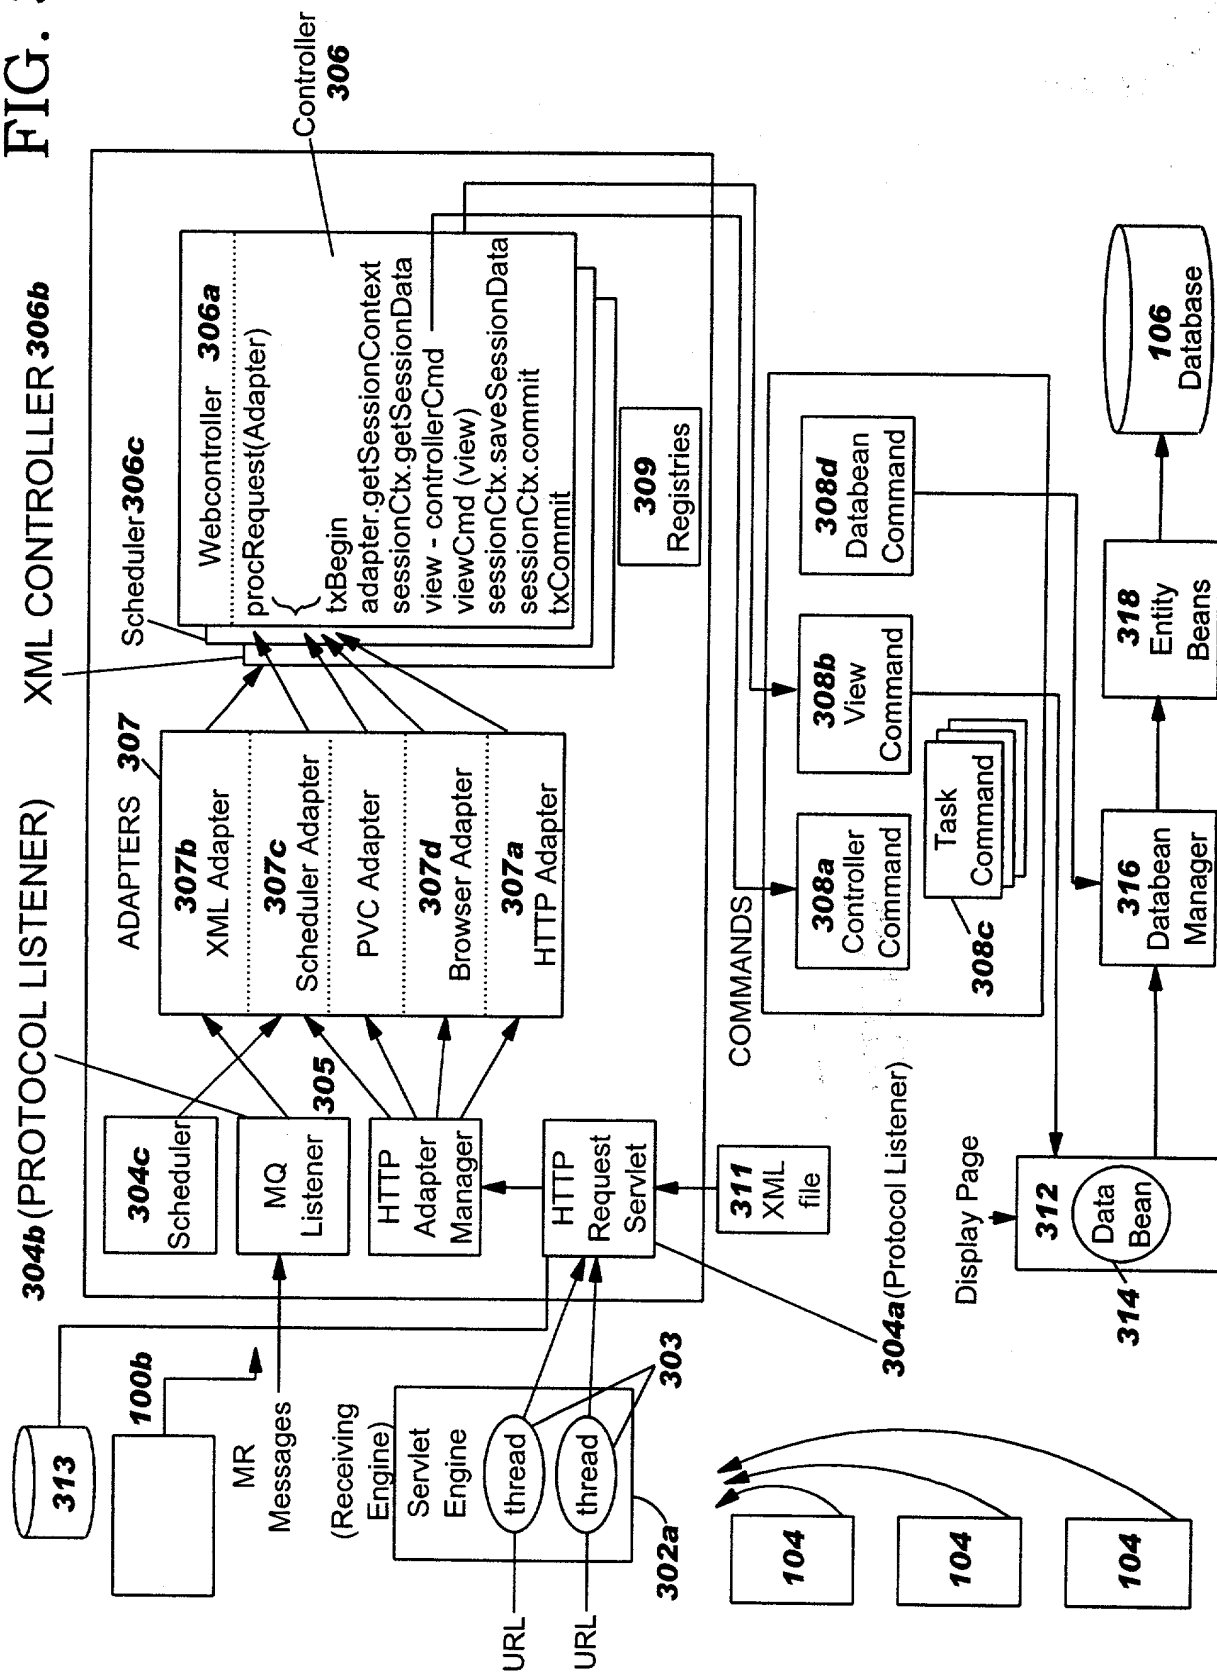 FIG.
304b (PROTOCOL LISTENER)
XML CONTROLLER 306b
313
100b
MR
Messages
304c
Scheduler
MQ
Listener
305
HTTP
Adapter
Manager
HTTP
Request
Servlet
ADAPTERS 307
307b
XML Adapter
307c
Scheduler Adapter
PVC Adapter
307d
Browser Adapter
307a
HTTP Adapter
Scheduler 306c
Webcontroller 306a
procRequest(Adapter)
{
txBegin
adapter.getSessionContext
sessionCtx.getSessionData
view - controllerCmd
viewCmd (view)
sessionCtx.saveSessionData
sessionCtx.commit
txCommit
Controller
306
309
Registries
(Receiving
Engine)
Servlet
Engine
thread
thread
URL
URL
302a
303
304a (Protocol Listener)
311
XML
file
COMMANDS
308a
Controller
Command
308b
View
Command
308d
Databean
Command
Task
Command
308c
104
104
104
Display Page
312
Data
Bean
314
316
Databean
Manager
318
Entity
Beans
106
Database